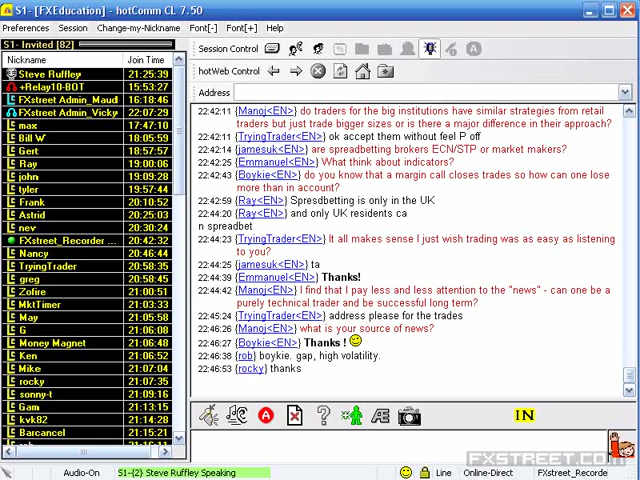 S1- [FXEducation] - hotComm CL 7.50
Preferences Session Change-my-Nickname Font[-] Font[+] Help
S1- Invited [82]
Session Control
hotWeb Control
Address
Nickname Join Time
Steve Ruffley 21:25:39
+Relay10-BOT 15:53:27
FXstreet Admin_Maud 16:18:46
FXstreet Admin_Vicky 22:07:29
max 17:47:10
Bill W 18:05:59
Gert 18:57:57
Ray 19:00:06
john 19:09:28
tyler 19:57:44
Frank 20:10:52
Astrid 20:25:03
nev 20:30:24
FXstreet_Recorder ... 20:42:32
Nancy 20:46:44
TryingTrader 20:58:35
greg 20:58:45
Zofire 21:00:51
MktTimer 21:03:33
May 21:05:58
G 21:06:08
Money Magnet 21:06:48
Ken 21:06:52
Mike 21:07:04
rocky 21:07:35
sonny-t 21:09:16
Gam 21:13:15
kvk82 21:14:28
Barcancel 21:15:21
22:42:11 {Manoj<EN>} do traders for the big institutions have similar strategies from retail
traders but just trade bigger sizes or is there a major difference in their approach?
22:42:11 {TryingTrader<EN>} ok accept them without feel P off
22:42:14 {jamesuk<EN>} are spreadbetting brokers ECN/STP or market makers?
22:42:25 {Emmanuel<EN>} What think about indicators?
22:42:43 {Boykie<EN>} do you know that a margin call closes trades so how can one lose
more than in account?
22:42:59 {Ray<EN>} Spresdbetting is only in the UK
22:44:20 {Ray<EN>} and only UK residents ca
n spreadbet
22:44:23 {TryingTrader<EN>} It all makes sense I just wish trading was as easy as listening
to you?
22:44:25 {jamesuk<EN>} ta
22:44:39 {Emmanuel<EN>} Thanks!
22:44:42 {Manoj<EN>} I find that I pay less and less attention to the "news" - can one be a
purely technical trader and be successful long term?
22:45:24 {TryingTrader<EN>} address please for the trades
22:46:26 {Manoj<EN>} what is your source of news?
22:46:27 {Boykie<EN>} Thanks !
22:46:38 {rob} boykie. gap, high volatility.
22:46:53 {rocky} thanks
IN
FXSTREET.COM
Audio-On S1-{2} Steve Ruffley Speaking Line Online-Direct FXstreet_Recorde